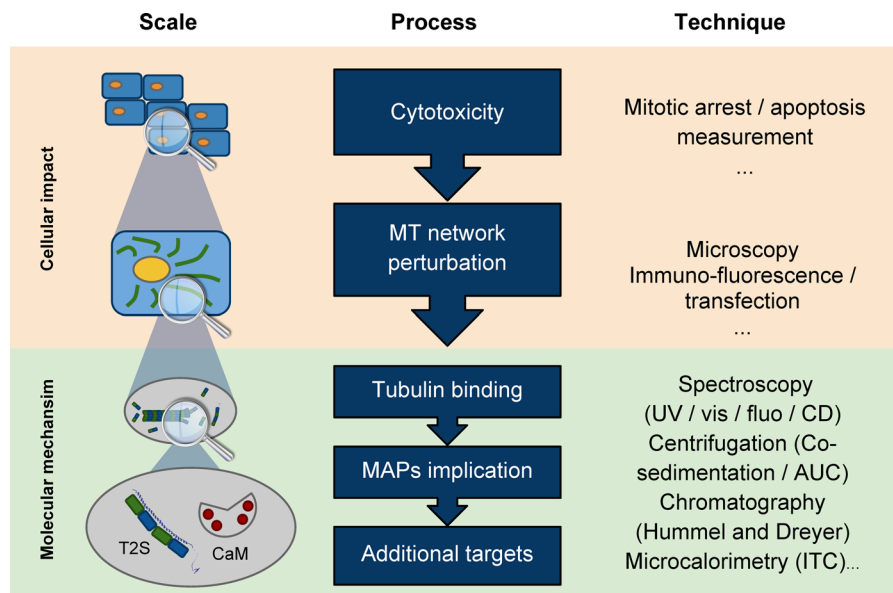 Scale
Process
Technique
Cellular impact
Cytotoxicity
Mitotic arrest / apoptosis
measurement
...
MT network
perturbation
Microscopy
Immuno-fluorescence /
transfection
...
Molecular mechansim
Tubulin binding
MAPs implication
Additional targets
Spectroscopy
(UV / vis / fluo / CD)
Centrifugation (Co-
sedimentation / AUC)
Chromatography
(Hummel and Dreyer)
Microcalorimetry (ITC)...
T2S
CaM